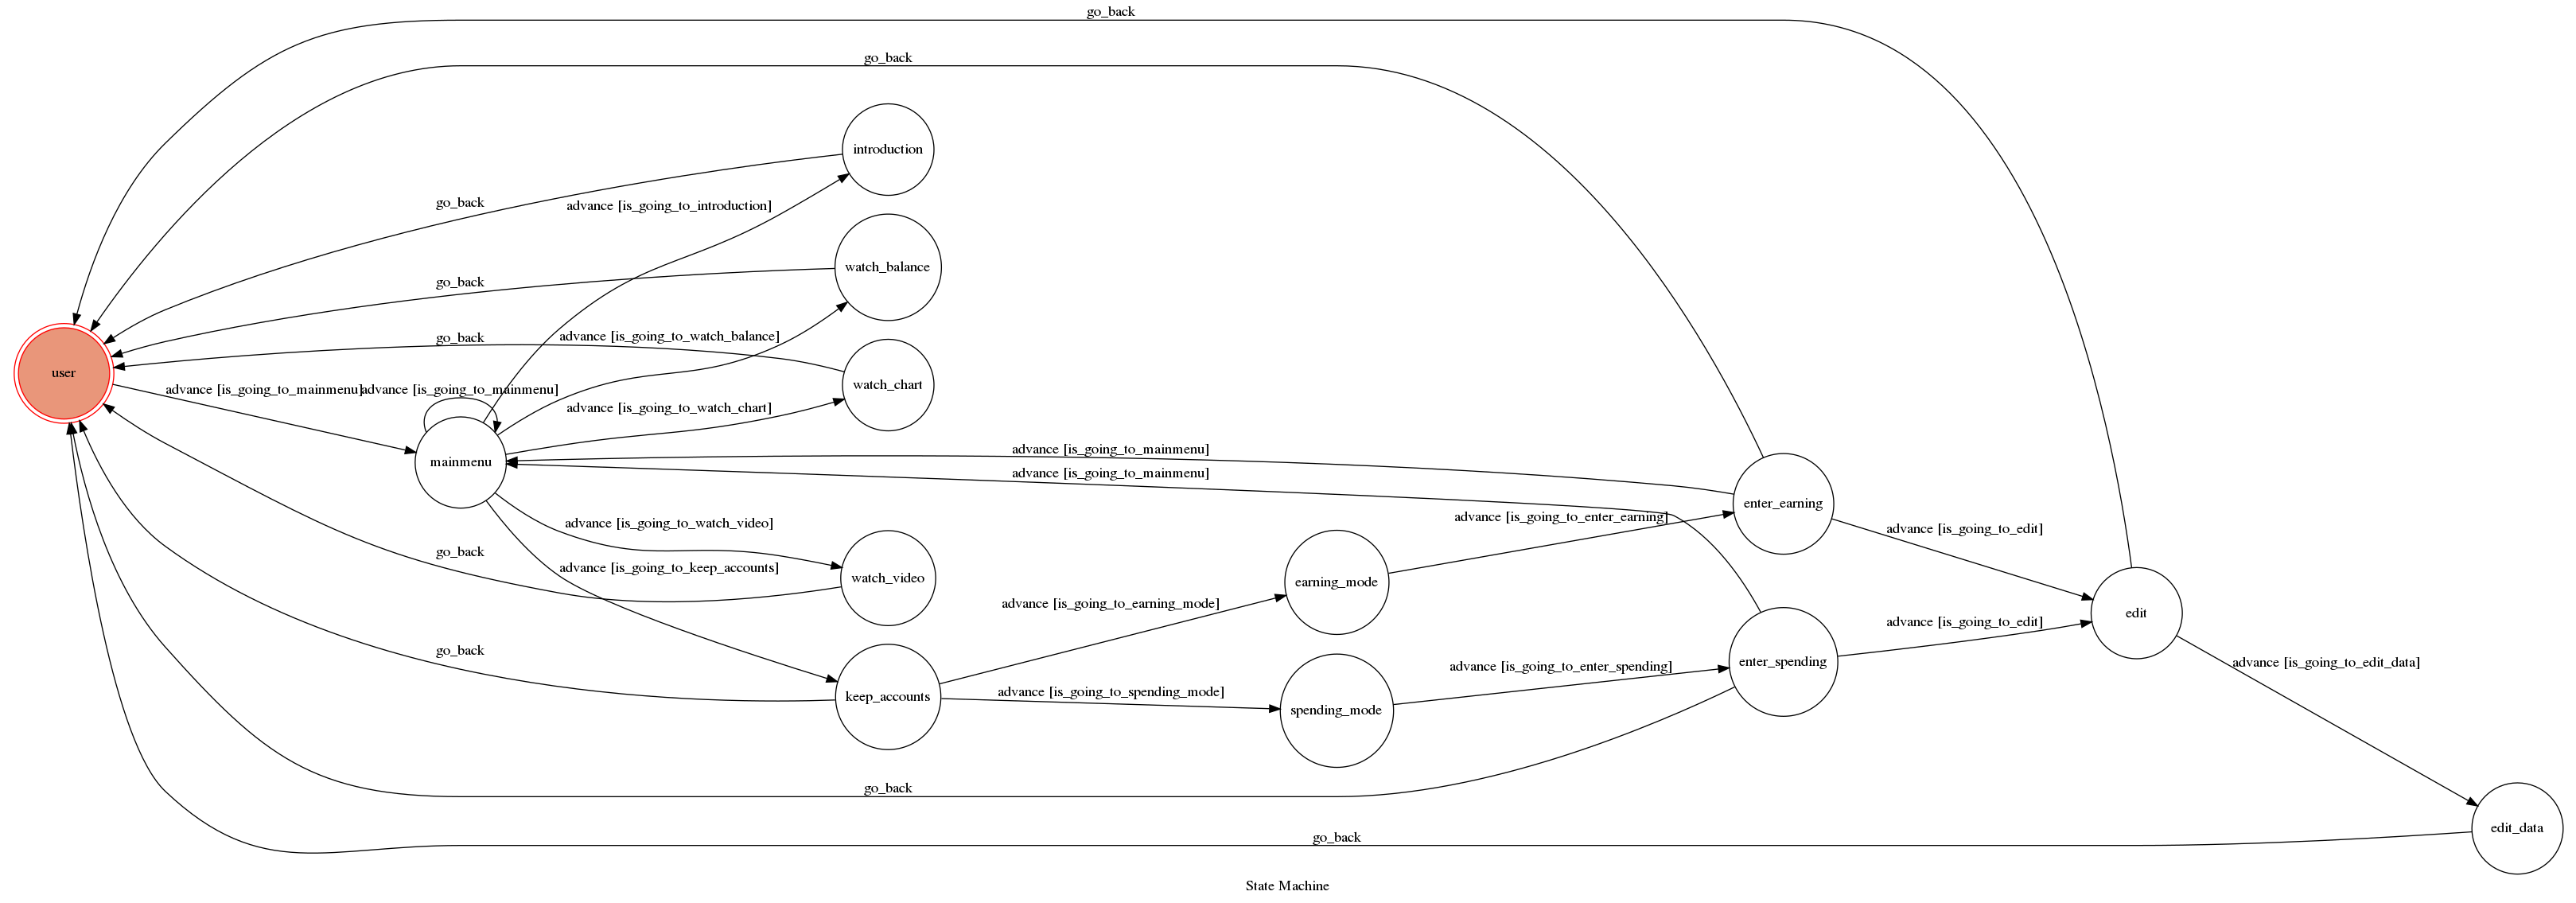 go_back
go_back
introduction
go_back
advance [is_going_to_introduction]
watch_balance
go_back
advance [is_going_to_watch_balance]
go_back
user
watch_chart
advance [is_going_to_mainmenu]
advance [is_going_to_mainmenu]
advance [is_going_to_watch_chart]
mainmenu
advance [is_going_to_mainmenu]
advance [is_going_to_mainmenu]
enter_earning
advance [is_going_to_watch_video]
advance [is_going_to_enter_earning]
advance [is_going_to_edit]
go_back
advance [is_going_to_keep_accounts]
watch_video
earning_mode
advance [is_going_to_earning_mode]
edit
advance [is_going_to_edit]
go_back
enter_spending
advance [is_going_to_edit_data]
advance [is_going_to_enter_spending]
keep_accounts
advance [is_going_to_spending_mode]
spending_mode
go_back
edit_data
go_back
State Machine